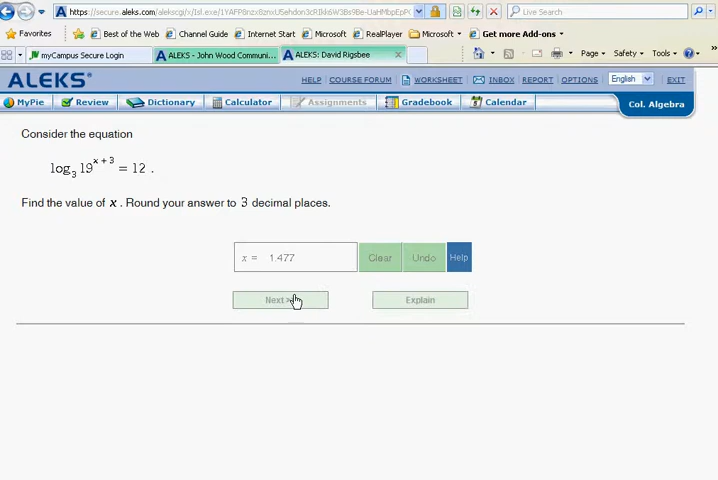 https://secure.aleks.com/alekscgi/x/Isl.exe/
Live Search
Favorites Best of the Web Channel Guide Internet Start Microsoft RealPlayer Microsoft Get more Add-ons
myCampus Secure Login ALEKS - John Wood Communi... ALEKS: David Rigsbee Page Safety Tools
ALEKS® HELP COURSE FORUM WORKSHEET INBOX REPORT OPTIONS English EXIT
MyPie Review Dictionary Calculator Assignments Gradebook Calendar Col. Algebra
Consider the equation
log₃ 19ˣ⁺³ = 12 .
Find the value of x . Round your answer to 3 decimal places.
x = 1.477 Clear Undo Help
Next >> Explain